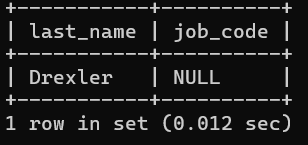 +-----------+----------+
| last_name | job_code |
+-----------+----------+
| Drexler   | NULL     |
+-----------+----------+
1 row in set (0.012 sec)